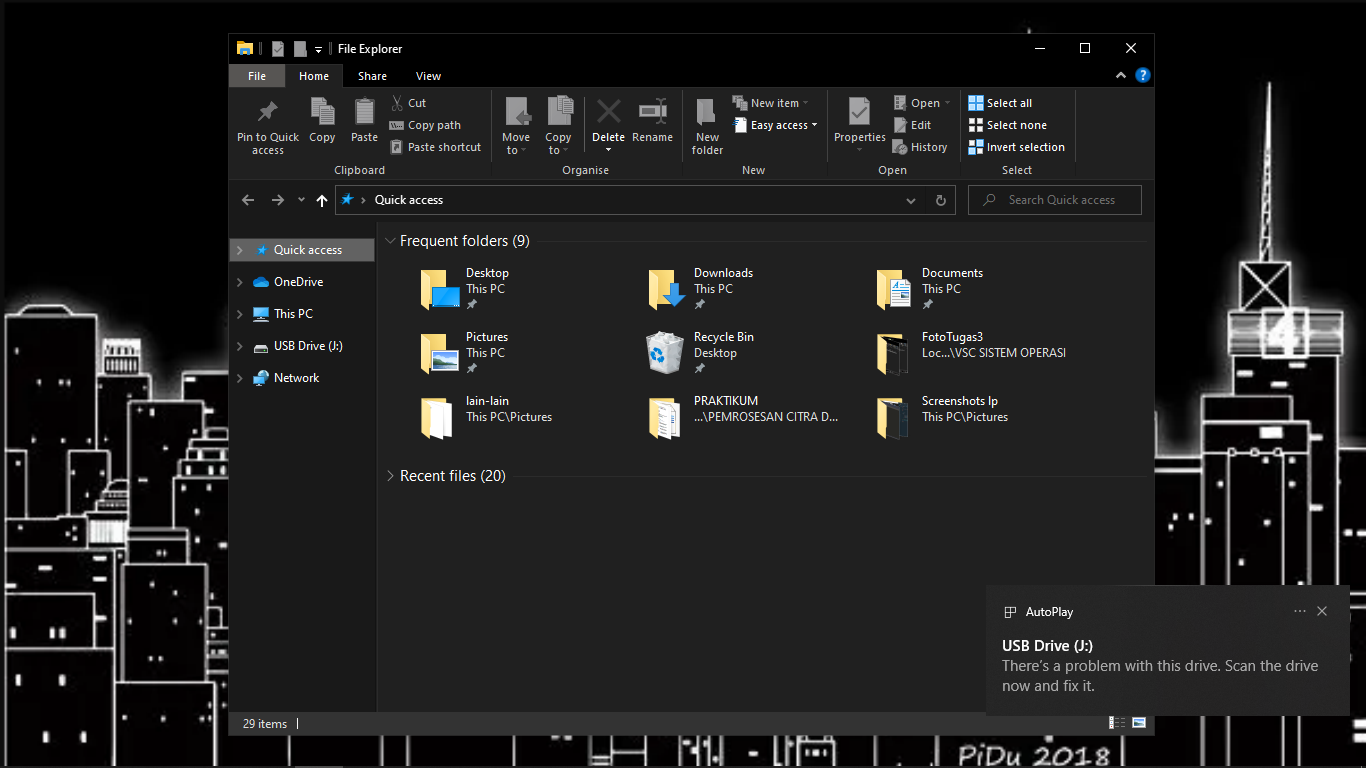 File Explorer
File Home Share View
Pin to Quick access
Copy
Paste
Cut
Copy path
Paste shortcut
Clipboard
Move to
Copy to
Delete
Rename
Organise
New folder
New item
Easy access
New
Properties
Open
Edit
History
Open
Select all
Select none
Invert selection
Select
Quick access
Search Quick access
Quick access
OneDrive
This PC
USB Drive (J:)
Network
Frequent folders (9)
Desktop
This PC
Downloads
This PC
Documents
This PC
Pictures
This PC
Recycle Bin
Desktop
FotoTugas3
Loc...\VSC SISTEM OPERASI
lain-lain
This PC\Pictures
PRAKTIKUM
...\PEMROSESAN CITRA D...
Screenshots lp
This PC\Pictures
Recent files (20)
4
AutoPlay
USB Drive (J:)
There's a problem with this drive. Scan the drive
now and fix it.
29 items
PiDu 2018